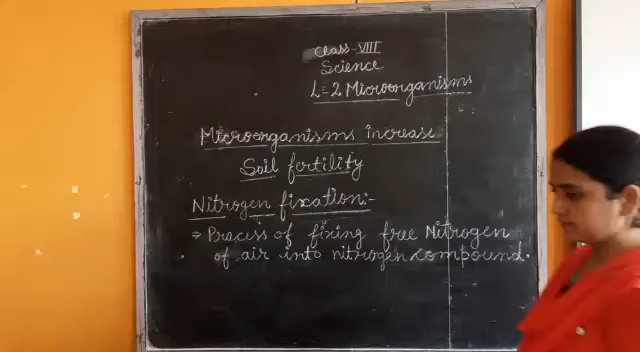 Class-VIII
Science
L=2 Microorganisms
Microorganisms increase
Soil fertility
Nitrogen fixation:-
⇒ Process of fixing free Nitrogen
of air into nitrogen compound.